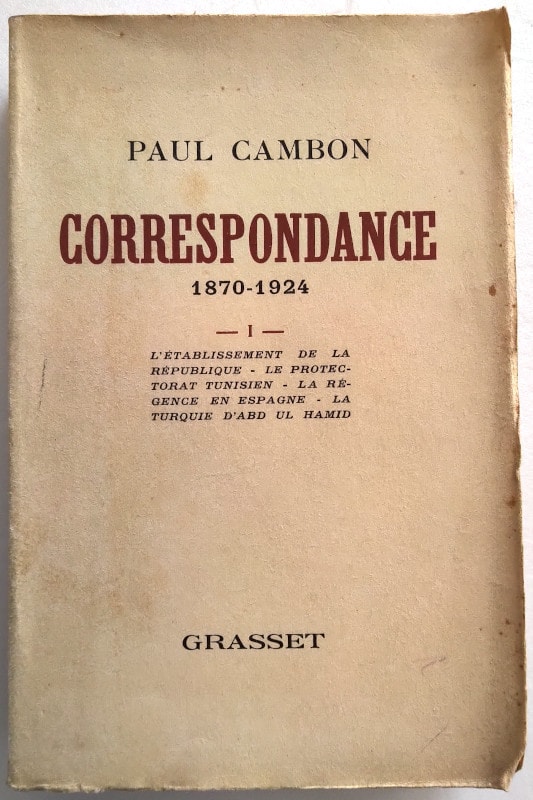 PAUL CAMBON
CORRESPONDANCE
1870-1924
— I —
L'ÉTABLISSEMENT DE LA
RÉPUBLIQUE - LE PROTEC-
TORAT TUNISIEN - LA RÉ-
GENCE EN ESPAGNE - LA
TURQUIE D'ABD UL HAMID
GRASSET